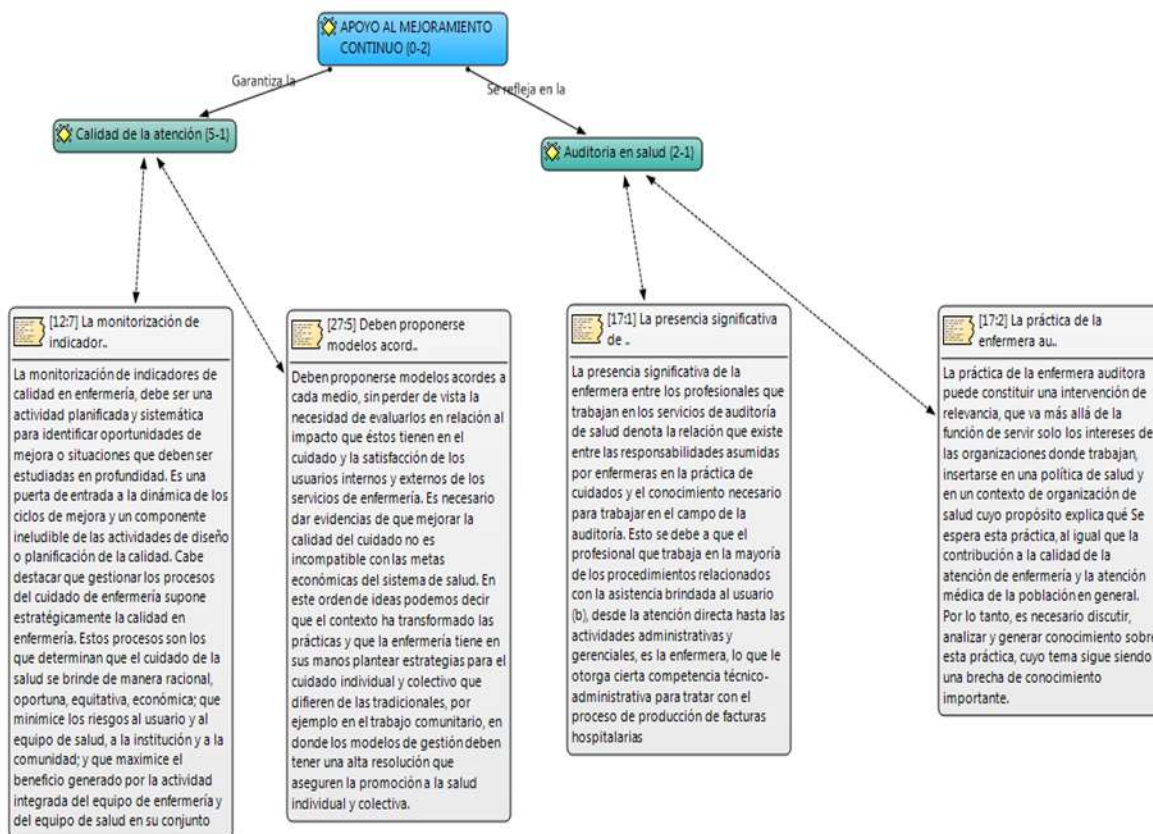 APOYO AL MEJORAMIENTO
CONTINUO {0-2}
Garantiza la
Se refleja en la
Calidad de la atención {5-1}
Auditoria en salud {2-1}
[12:7] La monitorización de
indicador..
La monitorización de indicadores de
calidad en enfermería, debe ser una
actividad planificada y sistemática
para identificar oportunidades de
mejora o situaciones que deben ser
estudiadas en profundidad. Es una
puerta de entrada a la dinámica de los
ciclos de mejora y un componente
ineludible de las actividades de diseño
o planificación de la calidad. Cabe
destacar que gestionar los procesos
del cuidado de enfermería supone
estratégicamente la calidad en
enfermería. Estos procesos son los
que determinan que el cuidado de la
salud se brinde de manera racional,
oportuna, equitativa, económica; que
minimice los riesgos al usuario y al
equipo de salud, a la institución y a la
comunidad; y que maximice el
beneficio generado por la actividad
integrada del equipo de enfermería y
del equipo de salud en su conjunto
[27:5] Deben proponerse
modelos acord..
Deben proponerse modelos acordes a
cada medio, sin perder de vista la
necesidad de evaluarlos en relación al
impacto que éstos tienen en el
cuidado y la satisfacción de los
usuarios internos y externos de los
servicios de enfermería. Es necesario
dar evidencias de que mejorar la
calidad del cuidado no es
incompatible con las metas
económicas del sistema de salud. En
este orden de ideas podemos decir
que el contexto ha transformado las
prácticas y que la enfermería tiene en
sus manos plantear estrategias para el
cuidado individual y colectivo que
difieren de las tradicionales, por
ejemplo en el trabajo comunitario, en
donde los modelos de gestión deben
tener una alta resolución que
aseguren la promoción a la salud
individual y colectiva.
[17:1] La presencia significativa
de ..
La presencia significativa de la
enfermera entre los profesionales que
trabajan en los servicios de auditoría
de salud denota la relación que existe
entre las responsabilidades asumidas
por enfermeras en la práctica de
cuidados y el conocimiento necesario
para trabajar en el campo de la
auditoría. Esto se debe a que el
profesional que trabaja en la mayoría
de los procedimientos relacionados
con la asistencia brindada al usuario
(b), desde la atención directa hasta las
actividades administrativas y
gerenciales, es la enfermera, lo que le
otorga cierta competencia técnico-
administrativa para tratar con el
proceso de producción de facturas
hospitalarias
[17:2] La práctica de la
enfermera au..
La práctica de la enfermera auditora
puede constituir una intervención de
relevancia, que va más allá de la
función de servir solo los intereses de
las organizaciones donde trabajan,
insertarse en una política de salud y
en un contexto de organización de
salud cuyo propósito explica qué Se
espera esta práctica, al igual que la
contribución a la calidad de la
atención de enfermería y la atención
médica de la población en general.
Por lo tanto, es necesario discutir,
analizar y generar conocimiento sobre
esta práctica, cuyo tema sigue siendo
una brecha de conocimiento
importante.